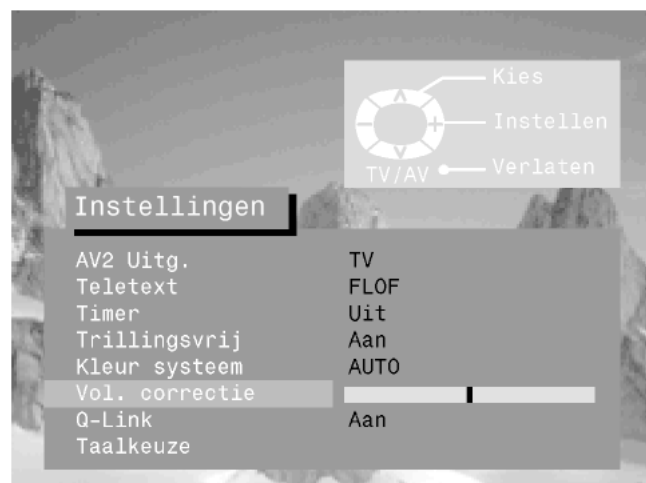 Kies
Instellen
TV/AV Verlaten
Instellingen
AV2 Uitg. TV
Teletext FLOF
Timer Uit
Trillingsvrij Aan
Kleur systeem AUTO
Vol. correctie
Q-Link Aan
Taalkeuze